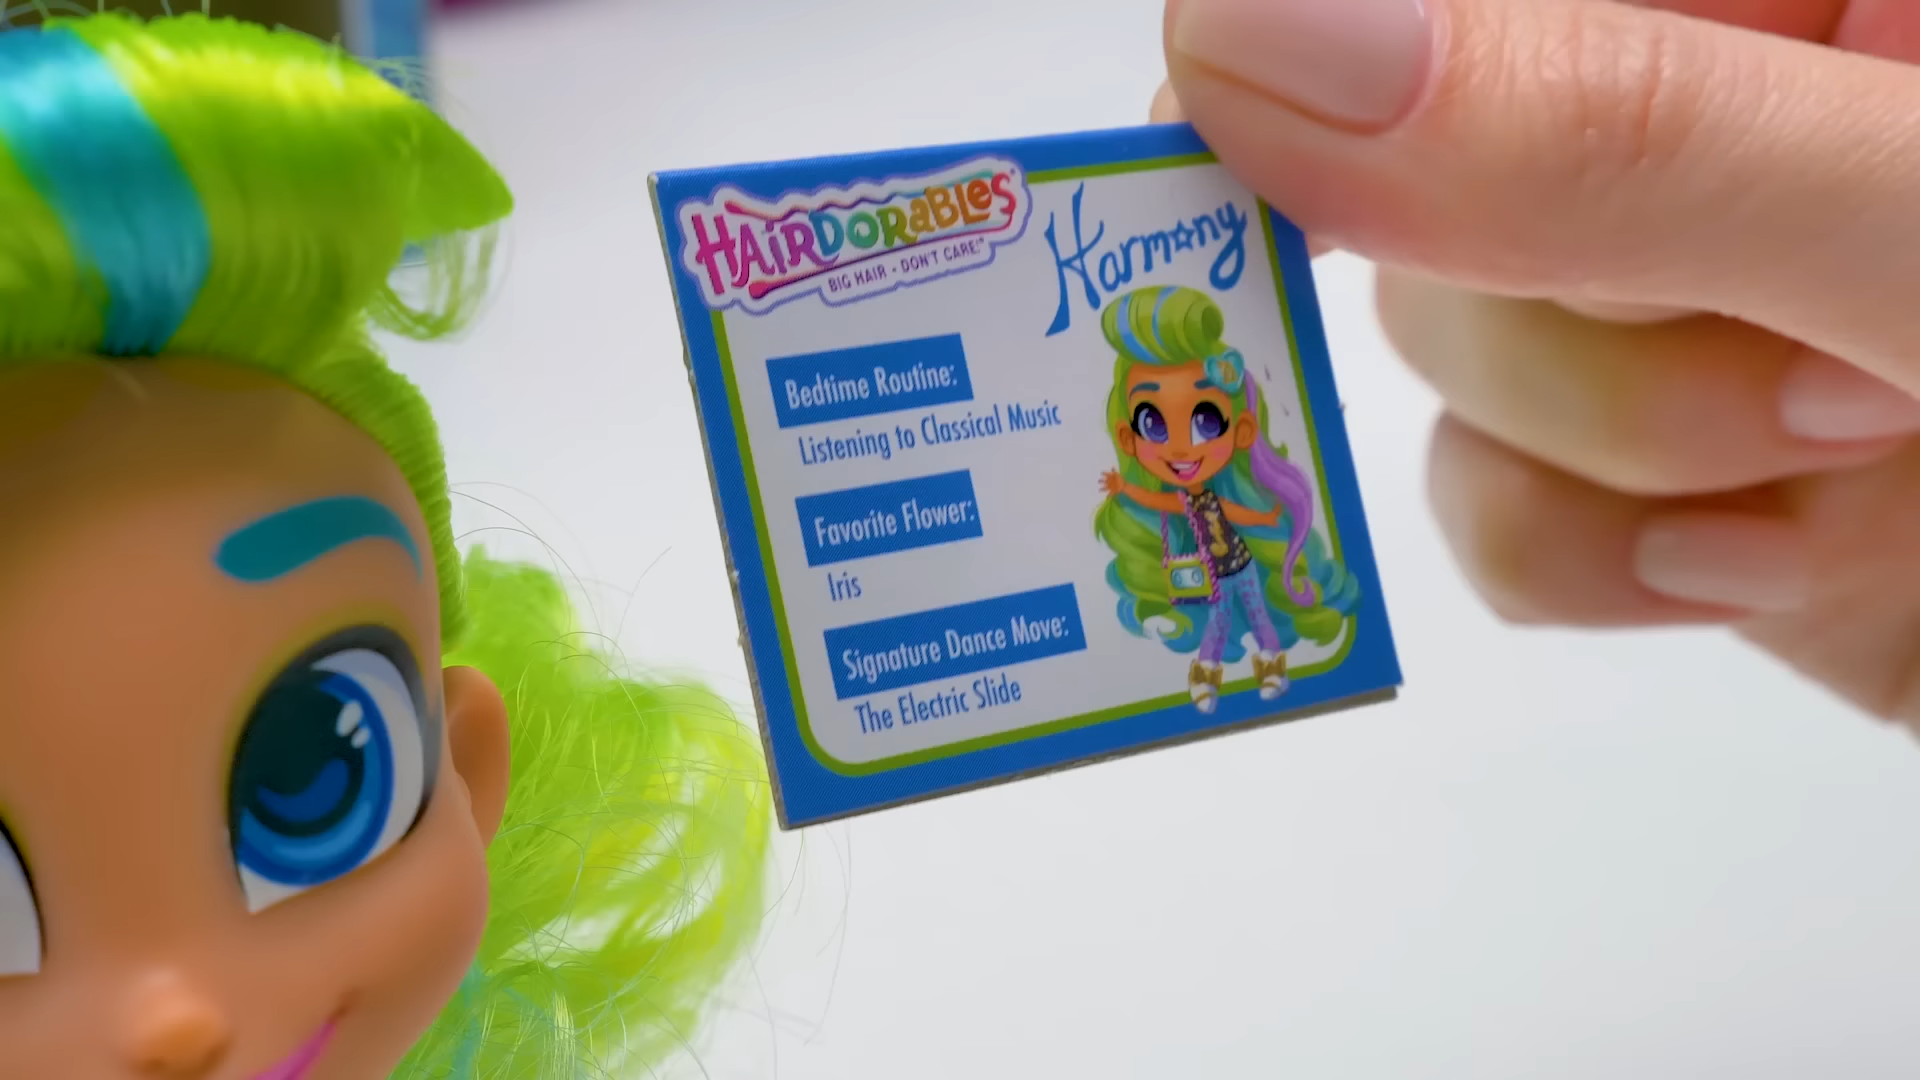 HAIRDORABLES
BIG HAIR - DON'T CARE!
Harmony
Bedtime Routine:
Listening to Classical Music
Favorite Flower:
Iris
Signature Dance Move:
The Electric Slide